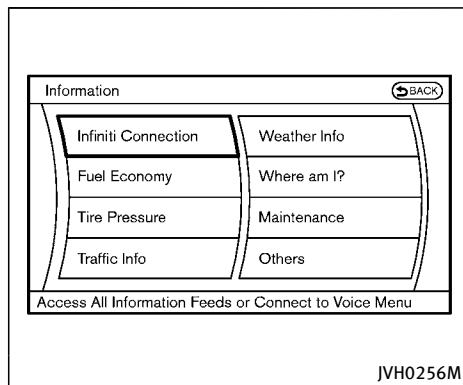 Information
BACK
Infiniti Connection
Weather Info
Fuel Economy
Where am I?
Tire Pressure
Maintenance
Traffic Info
Others
Access All Information Feeds or Connect to Voice Menu
JVH0256M